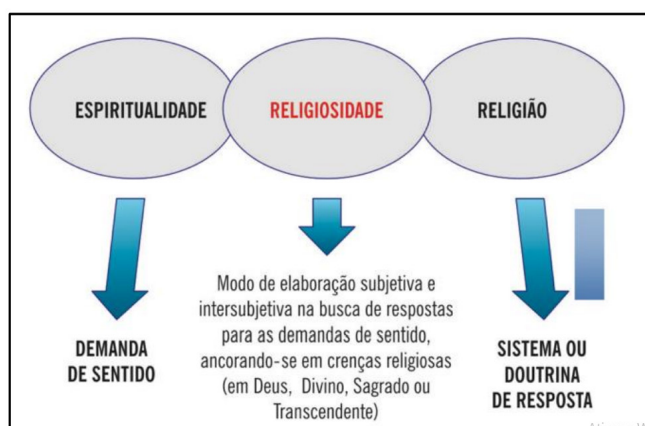 ESPIRITUALIDADE
RELIGIOSIDADE
RELIGIÃO
DEMANDA
DE SENTIDO
Modo de elaboração subjetiva e
intersubjetiva na busca de respostas
para as demandas de sentido,
ancorando-se em crenças religiosas
(em Deus, Divino, Sagrado ou
Transcendente)
SISTEMA OU
DOUTRINA
DE RESPOSTA